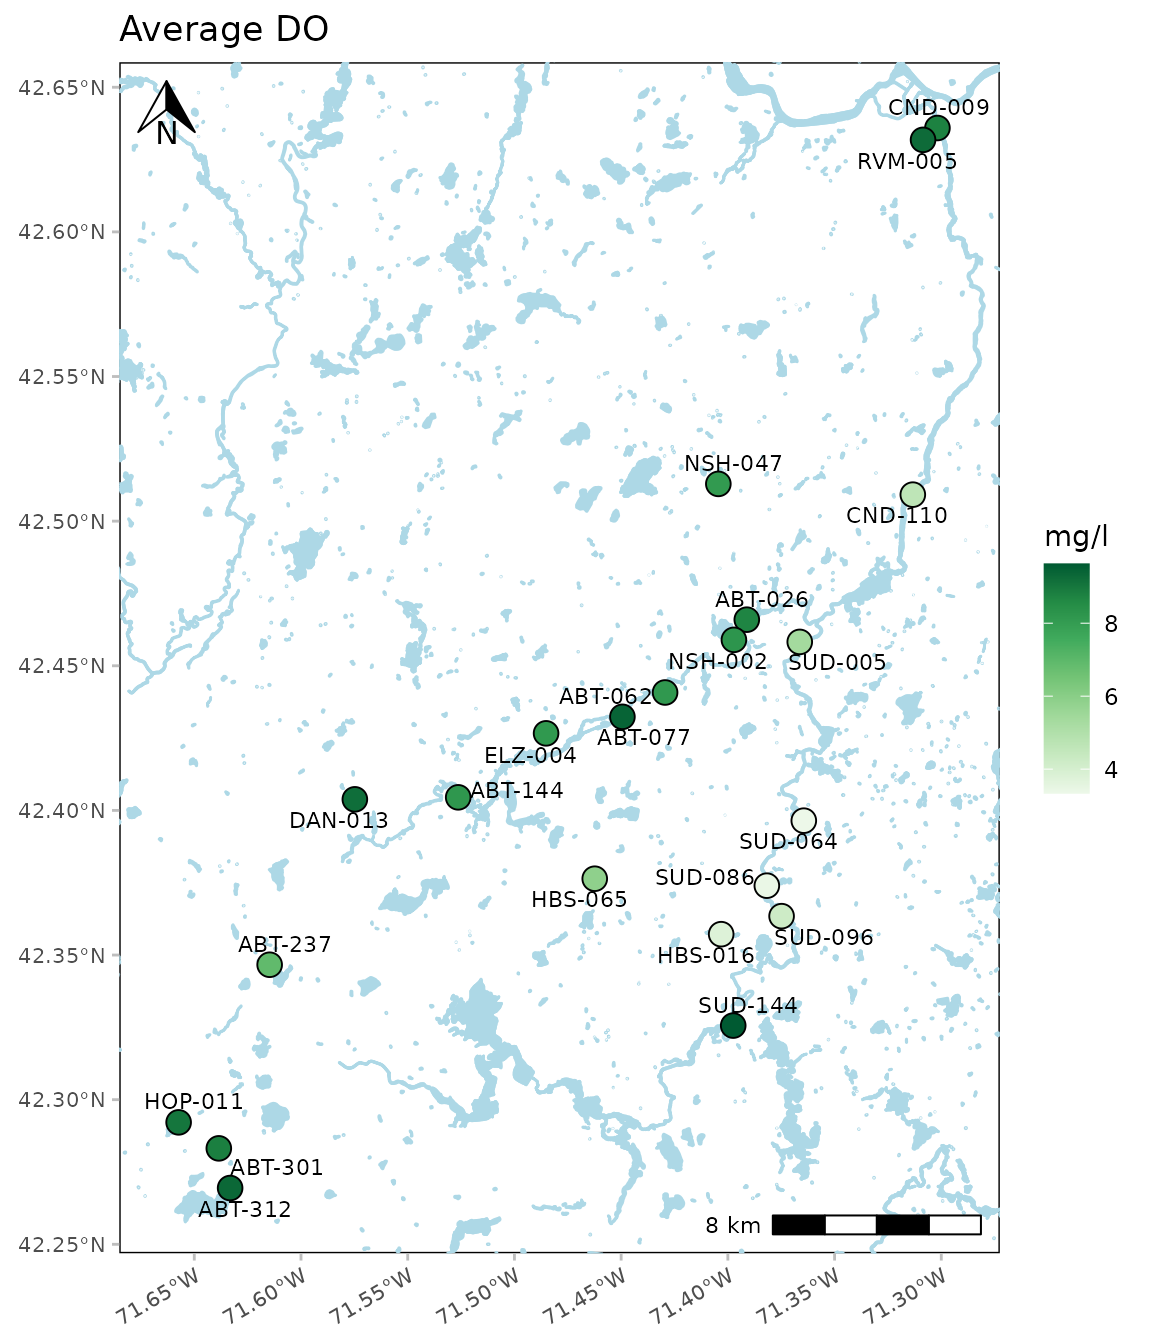 Average DO
42.65°N
42.60°N
42.55°N
42.50°N
42.45°N
42.40°N
42.35°N
42.30°N
42.25°N
N
CND-009
RVM-005
NSH-047
CND-110
ABT-026
NSH-002
SUD-005
ABT-062
ABT-077
ELZ-004
ABT-144
DAN-013
SUD-064
SUD-086
HBS-065
SUD-096
ABT-237
HBS-016
SUD-144
HOP-011
ABT-301
ABT-312
8 km
71.65°W
71.60°W
71.55°W
71.50°W
71.45°W
71.40°W
71.35°W
71.30°W
mg/l
8
6
4